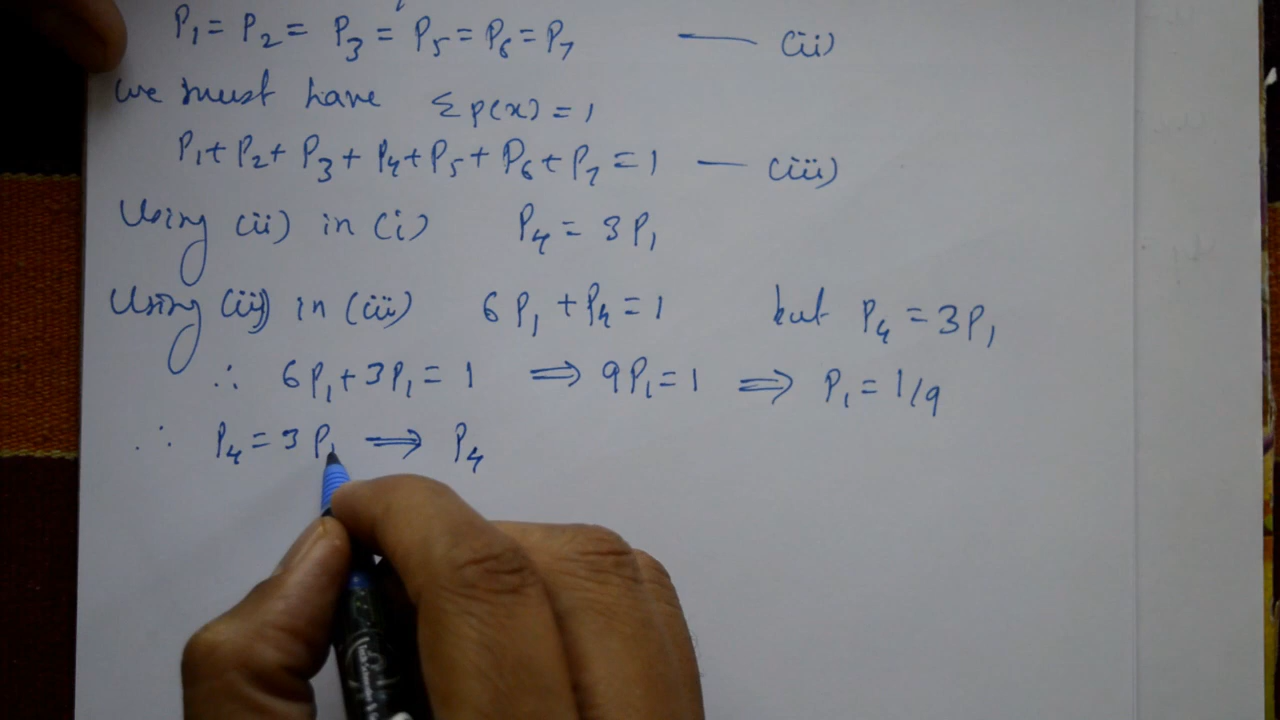 P1 = P2 = P3 = P5 = P6 = P7 — (ii)
we must have Σp(x) = 1
P1 + P2 + P3 + P4 + P5 + P6 + P7 = 1 — (iii)
Using (ii) in (i) P4 = 3P1
Using (ii) in (iii) 6P1 + P4 = 1 but P4 = 3P1
∴ 6P1 + 3P1 = 1 ⟹ 9P1 = 1 ⟹ P1 = 1/9
∴ P4 = 3P1 ⟹ P4